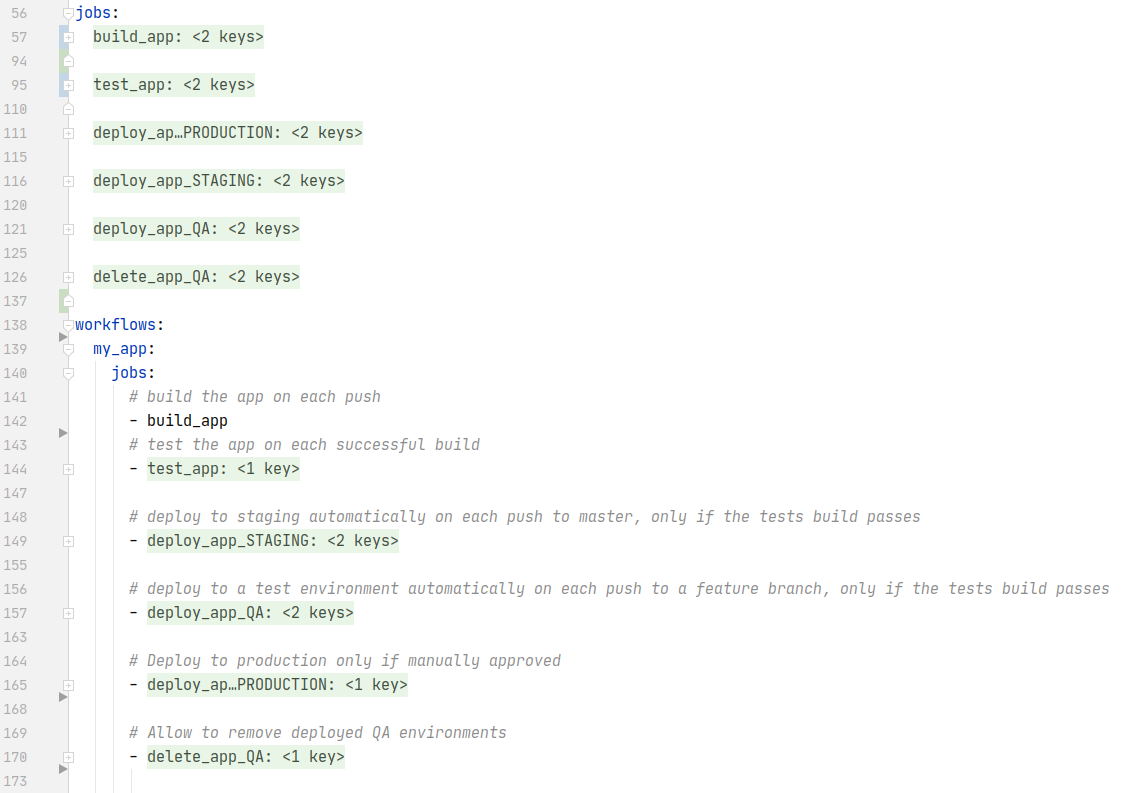 56 jobs:
57 build_app: <2 keys>
94
95 test_app: <2 keys>
110
111 deploy_ap…PRODUCTION: <2 keys>
115
116 deploy_app_STAGING: <2 keys>
120
121 deploy_app_QA: <2 keys>
125
126 delete_app_QA: <2 keys>
137
138 workflows:
139 my_app:
140 jobs:
141 # build the app on each push
142 - build_app
143 # test the app on each successful build
144 - test_app: <1 key>
147
148 # deploy to staging automatically on each push to master, only if the tests build passes
149 - deploy_app_STAGING: <2 keys>
155
156 # deploy to a test environment automatically on each push to a feature branch, only if the tests build passes
157 - deploy_app_QA: <2 keys>
163
164 # Deploy to production only if manually approved
165 - deploy_ap…PRODUCTION: <1 key>
168
169 # Allow to remove deployed QA environments
170 - delete_app_QA: <1 key>
173